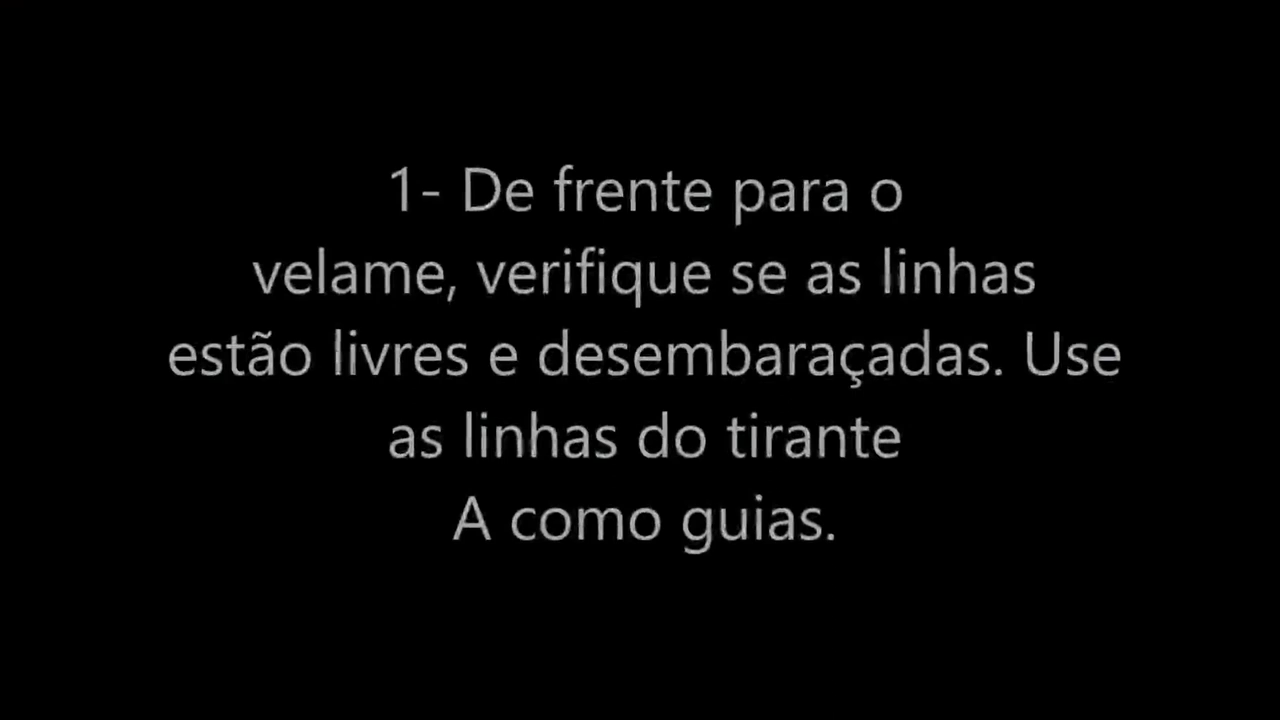 1- De frente para o
velame, verifique se as linhas
estão livres e desembaraçadas. Use
as linhas do tirante
A como guias.